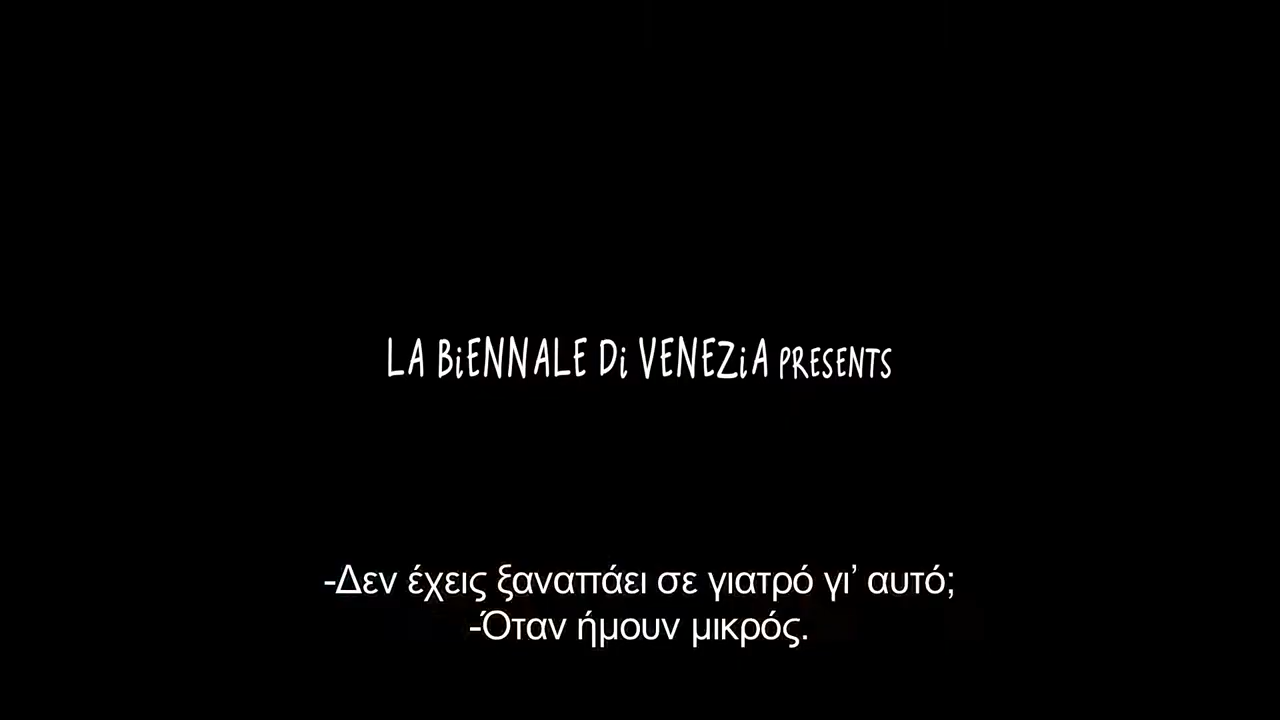 LA BiENNALE Di VENEZiA PRESENTS
-Δεν έχεις ξαναπάει σε γιατρό γι’ αυτό;
-Όταν ήμουν μικρός.